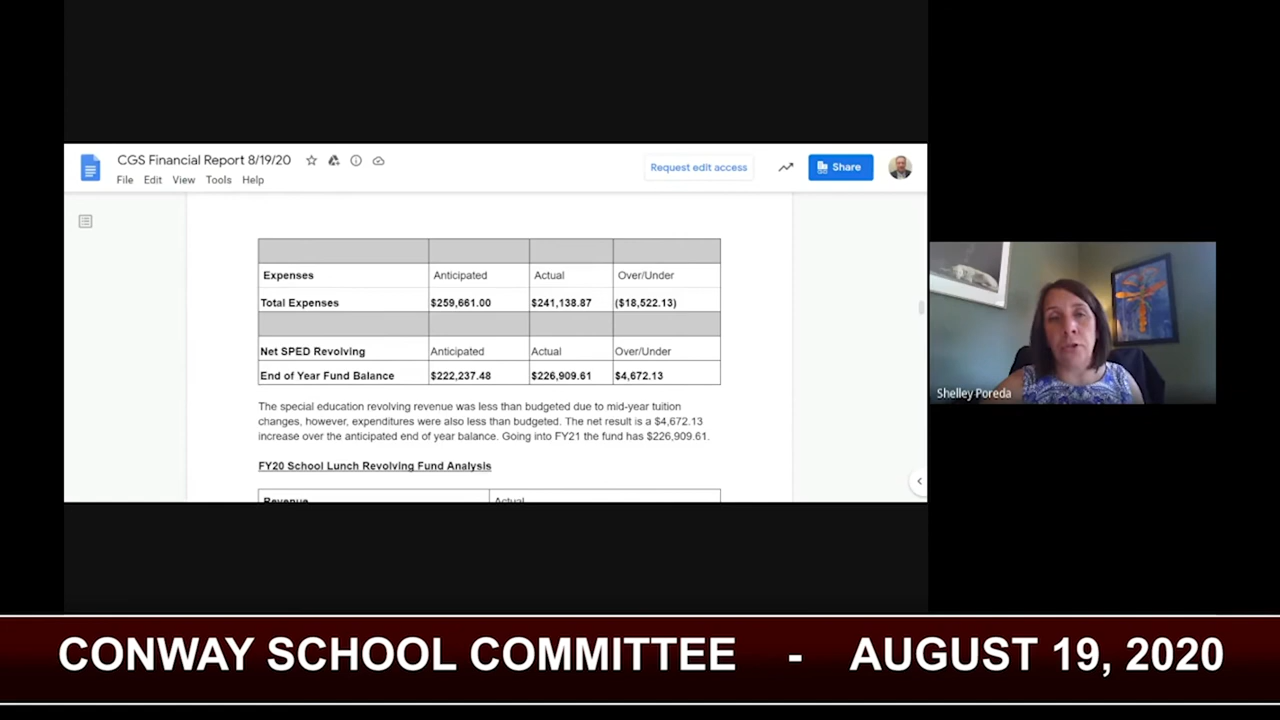 CGS Financial Report 8/19/20
Request edit access
Share
File Edit View Tools Help
Expenses Anticipated Actual Over/Under
Total Expenses $259,661.00 $241,138.87 ($18,522.13)
Net SPED Revolving Anticipated Actual Over/Under
End of Year Fund Balance $222,237.48 $226,909.61 $4,672.13
The special education revolving revenue was less than budgeted due to mid-year tuition
changes, however, expenditures were also less than budgeted. The net result is a $4,672.13
increase over the anticipated end of year balance. Going into FY21 the fund has $226,909.61.
FY20 School Lunch Revolving Fund Analysis
Revenue Actual
Shelley Poreda
CONWAY SCHOOL COMMITTEE - AUGUST 19, 2020